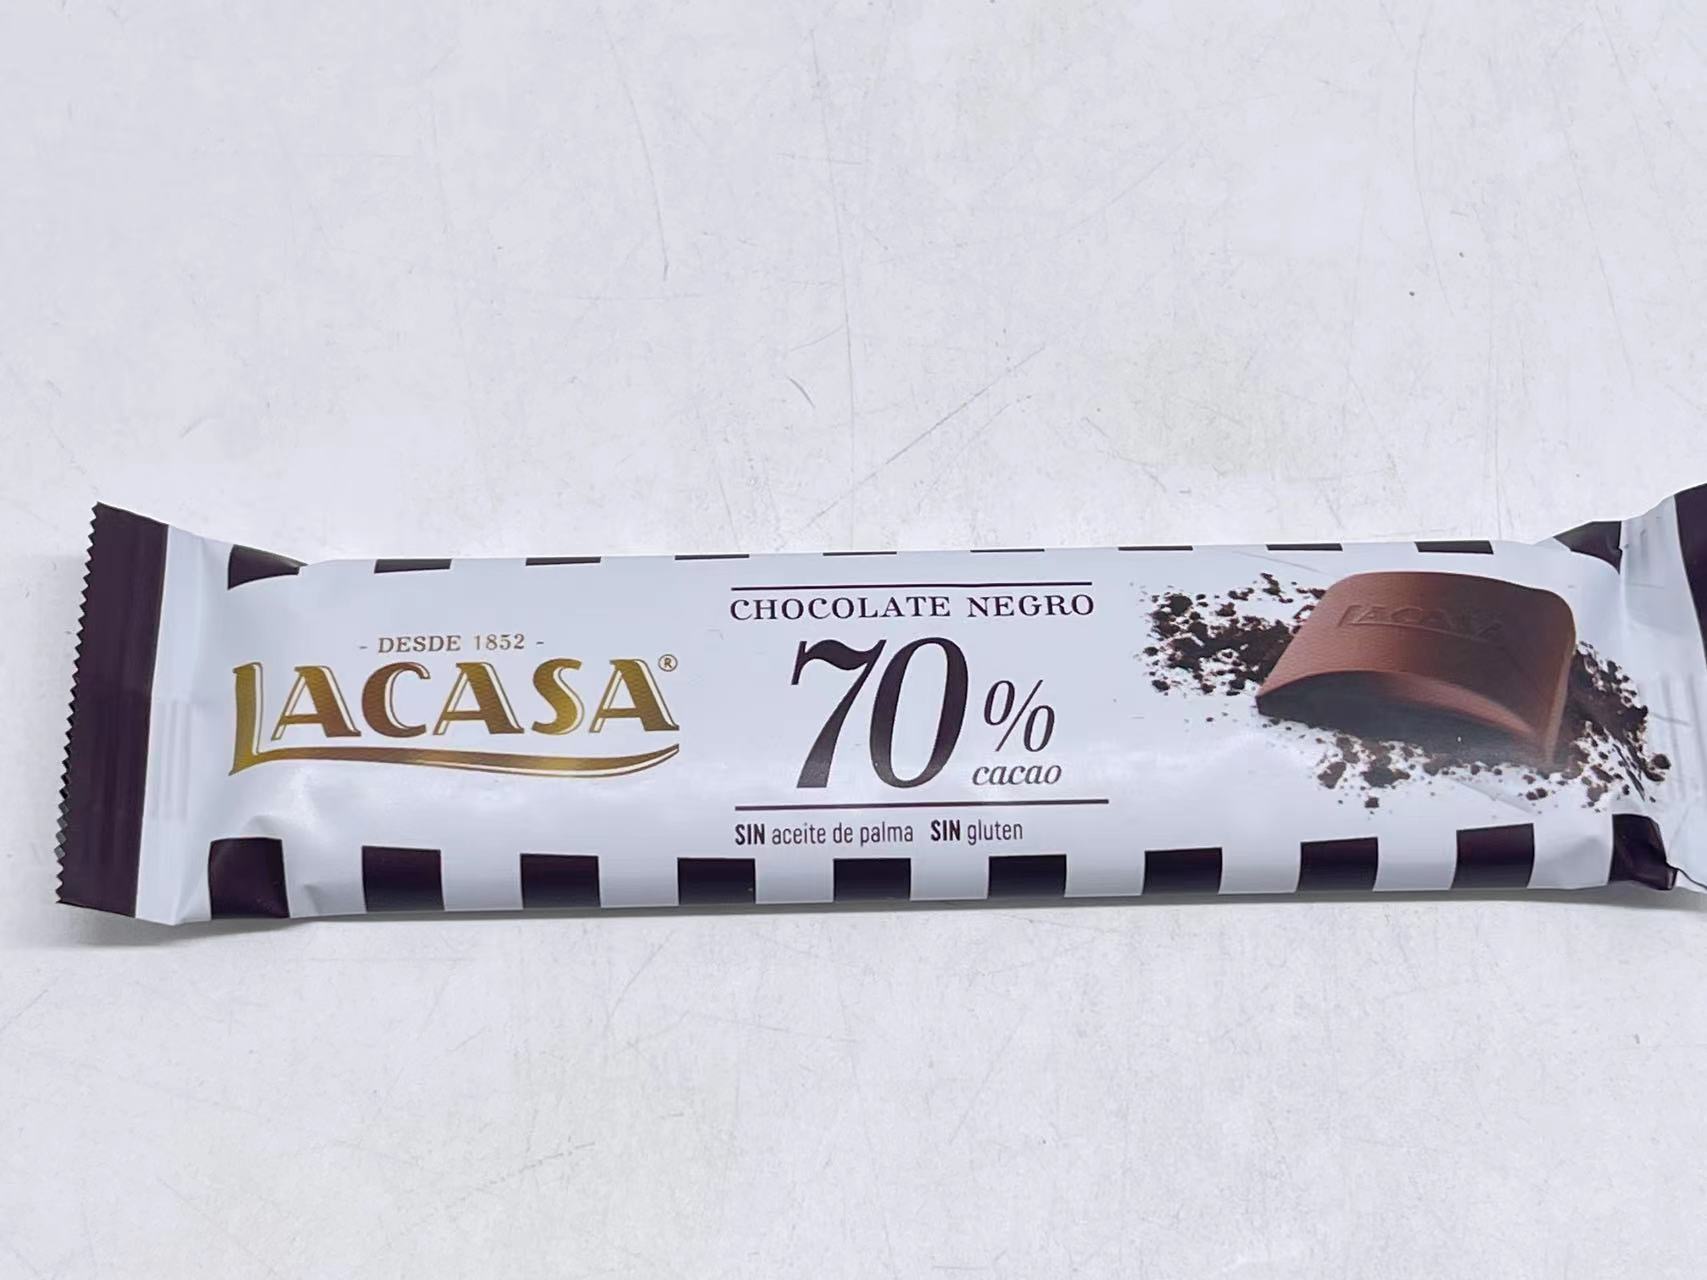 - DESDE 1852 -
LACASA®
CHOCOLATE NEGRO
70%
cacao
SIN aceite de palma SIN gluten
LACASA